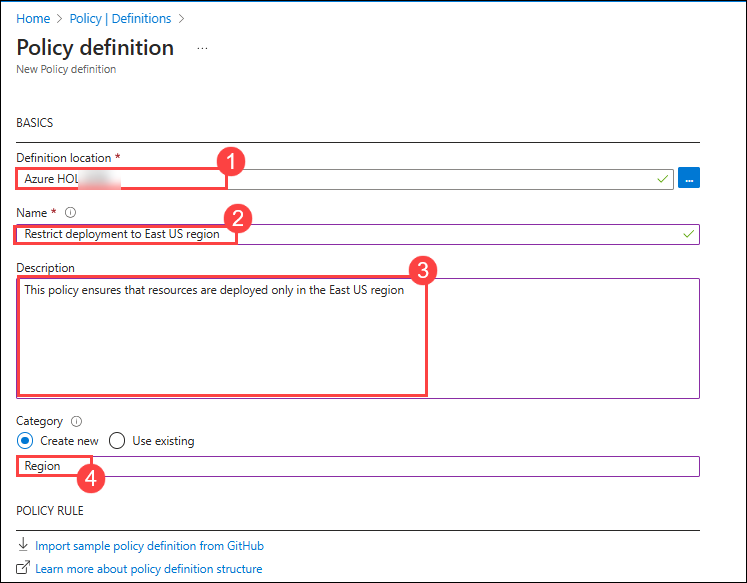 Home > Policy | Definitions >
Policy definition ...
New Policy definition
BASICS
Definition location *
1
Azure HOL
...
Name *
2
Restrict deployment to East US region
Description
3
This policy ensures that resources are deployed only in the East US region
Category
Create new Use existing
Region
4
POLICY RULE
Import sample policy definition from GitHub
Learn more about policy definition structure